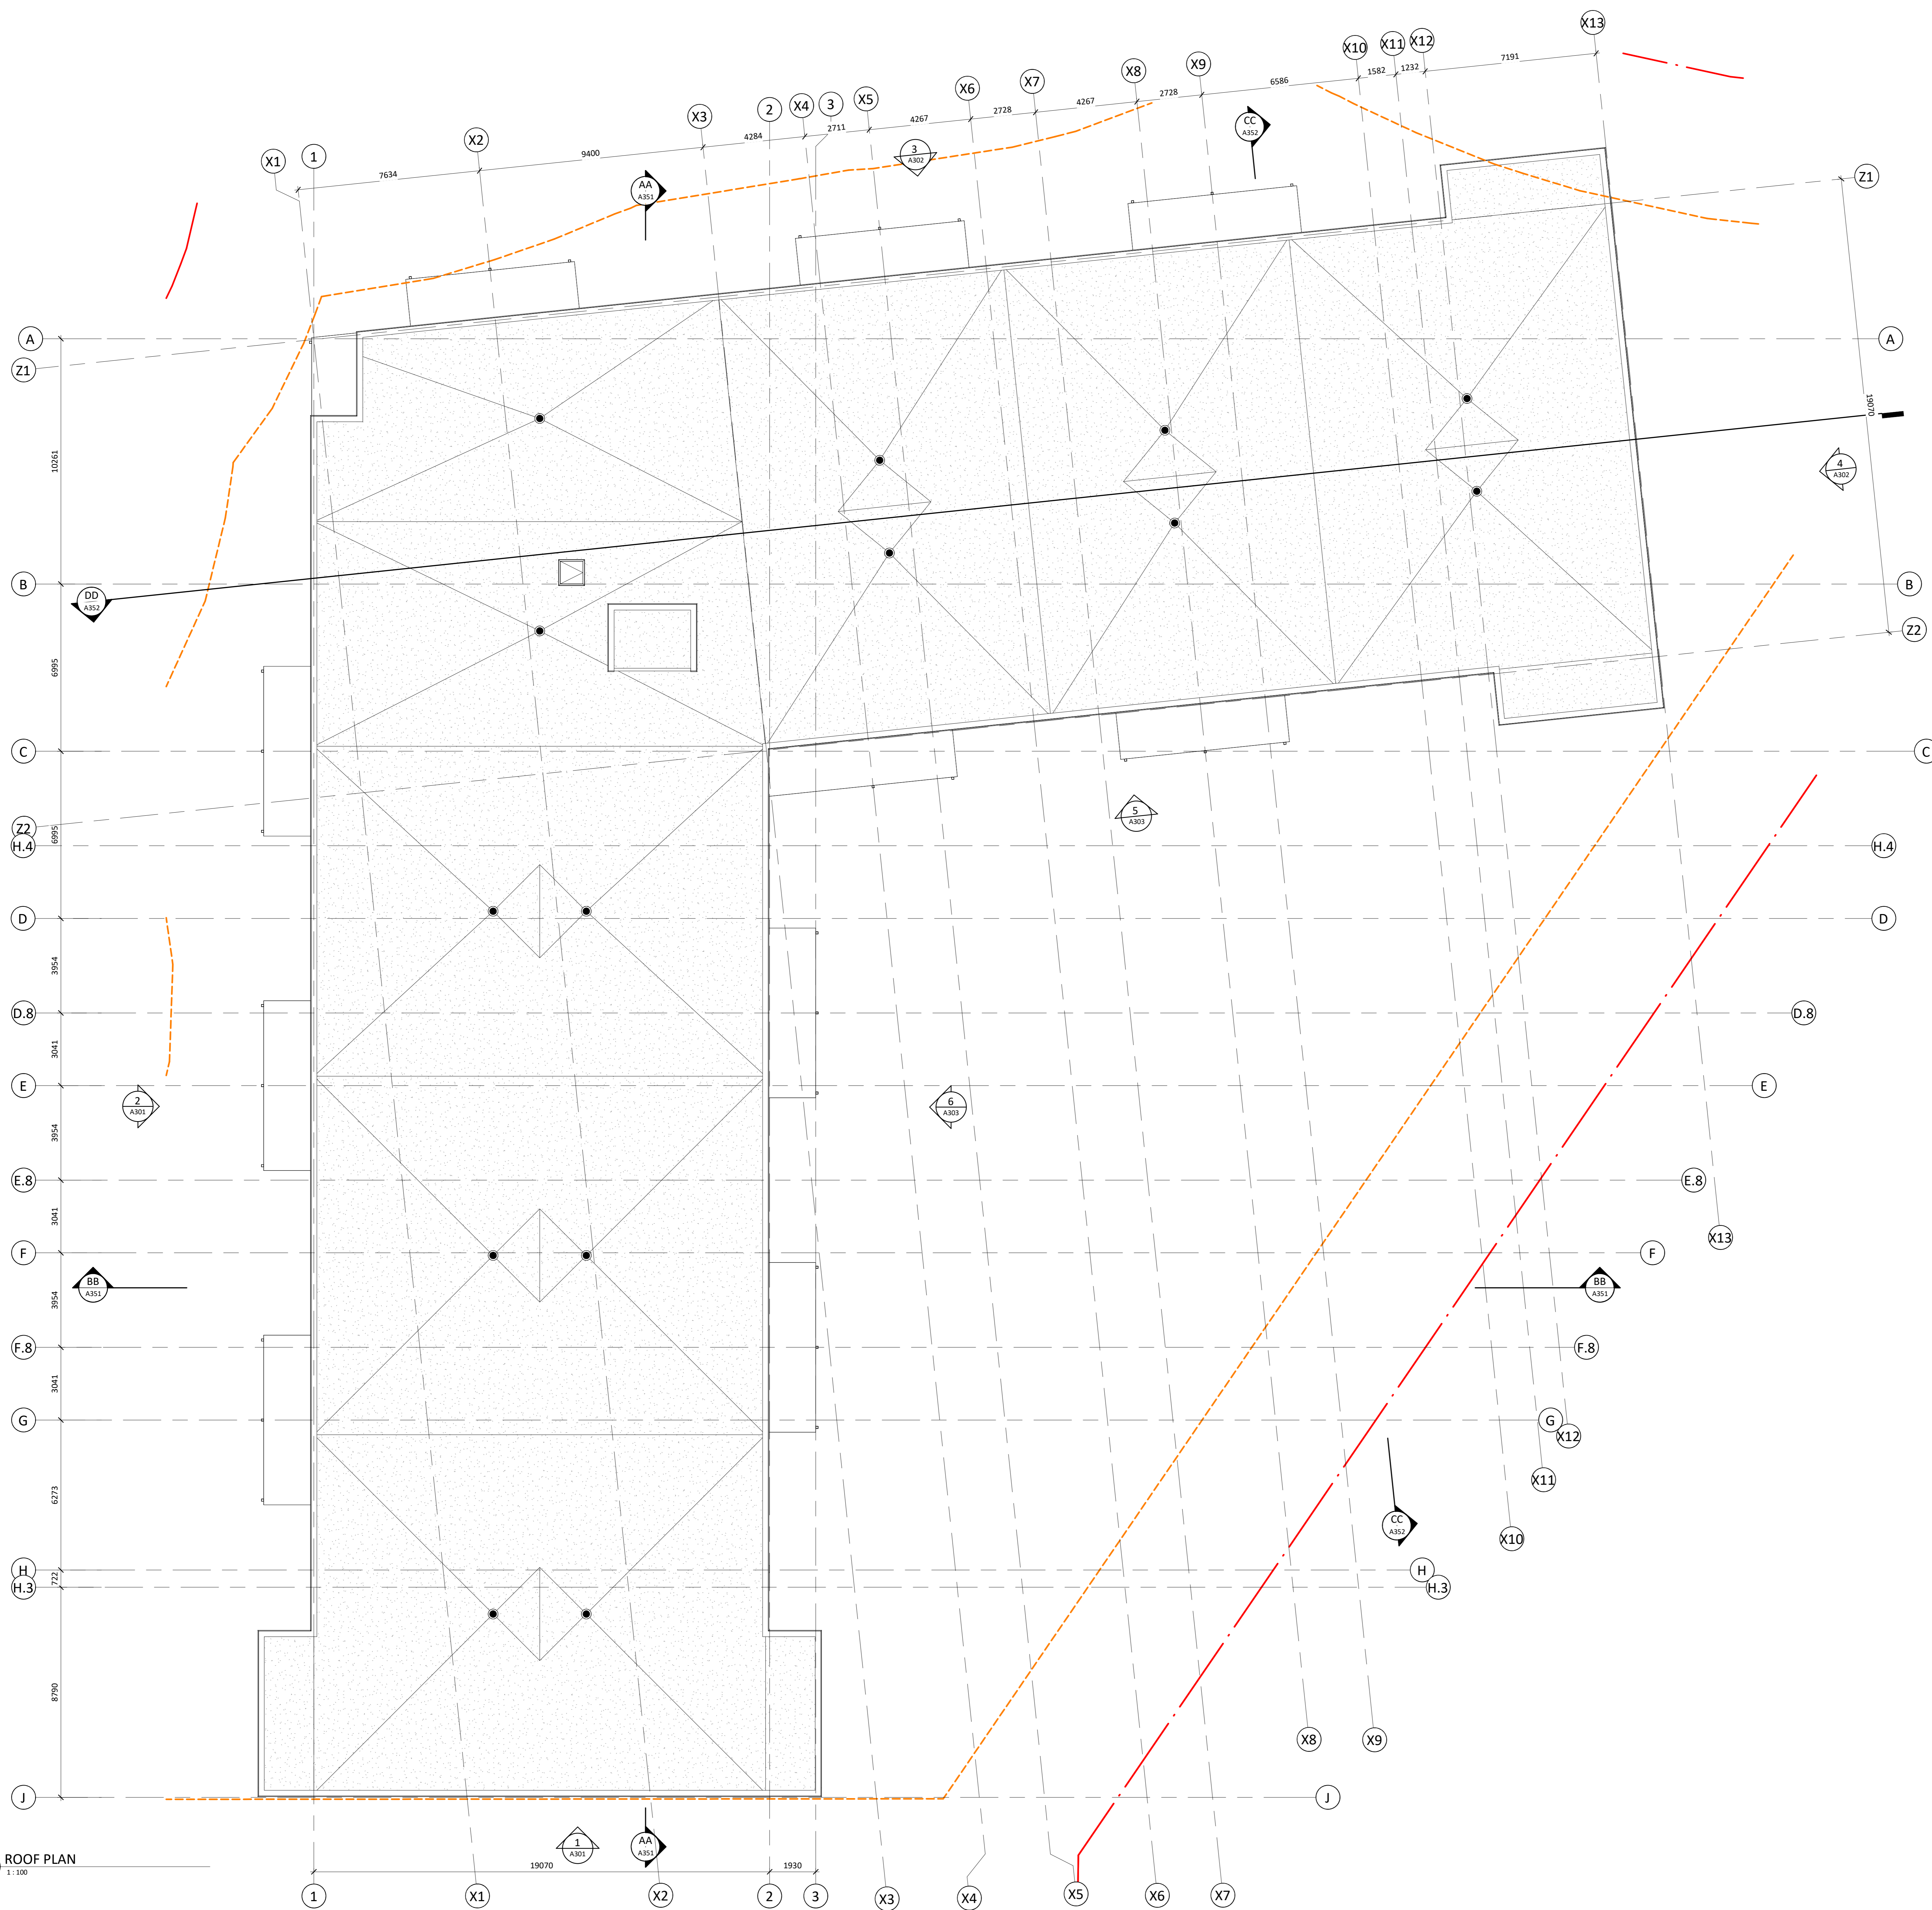 X13
X12
X11
X10
7191
1232
1582
6586
X9
X8
X7
X6
X5
3
X4
2
X3
X2
1
X1
2728
4267
2728
4267
2711
4284
9400
7634
CC
A352
3
A302
AA
A351
Z1
Z1
A
A
19070
10261
4
A302
B
B
DD
A352
Z2
6995
C
C
Z2
6995
H.4
H.4
5
A303
D
D
3954
D.8
D.8
3041
E
E
2
A301
6
A303
3954
E.8
E.8
3041
X13
F
F
BB
A351
BB
A351
3954
F.8
F.8
3041
G
G
X12
X11
6273
CC
A352
X10
H
H
722
H.3
H.3
8790
X8
X9
J
J
1
A301
AA
A351
ROOF PLAN
1 : 100
19070
1930
1
X1
X2
2
3
X3
X4
X5
X6
X7